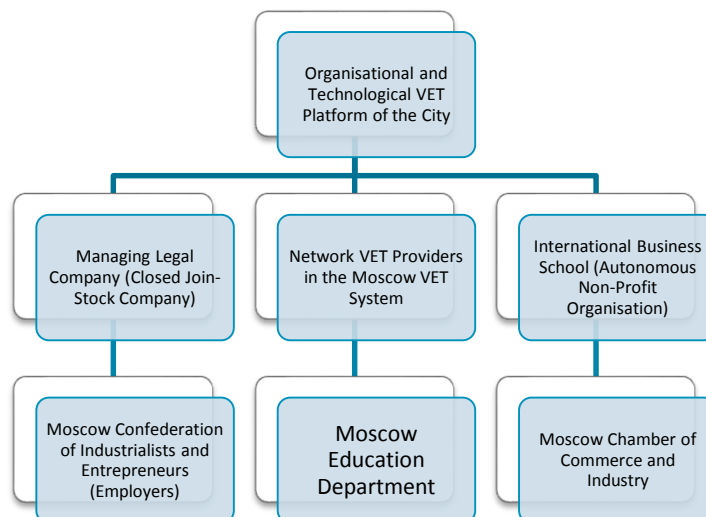 Organisational and
Technological VET
Platform of the City
Managing Legal
Company (Closed Join-
Stock Company)
Network VET Providers
in the Moscow VET
System
International Business
School (Autonomous
Non-Profit
Organisation)
Moscow Confederation
of Industrialists and
Entrepreneurs
(Employers)
Moscow
Education
Department
Moscow Chamber of
Commerce and
Industry